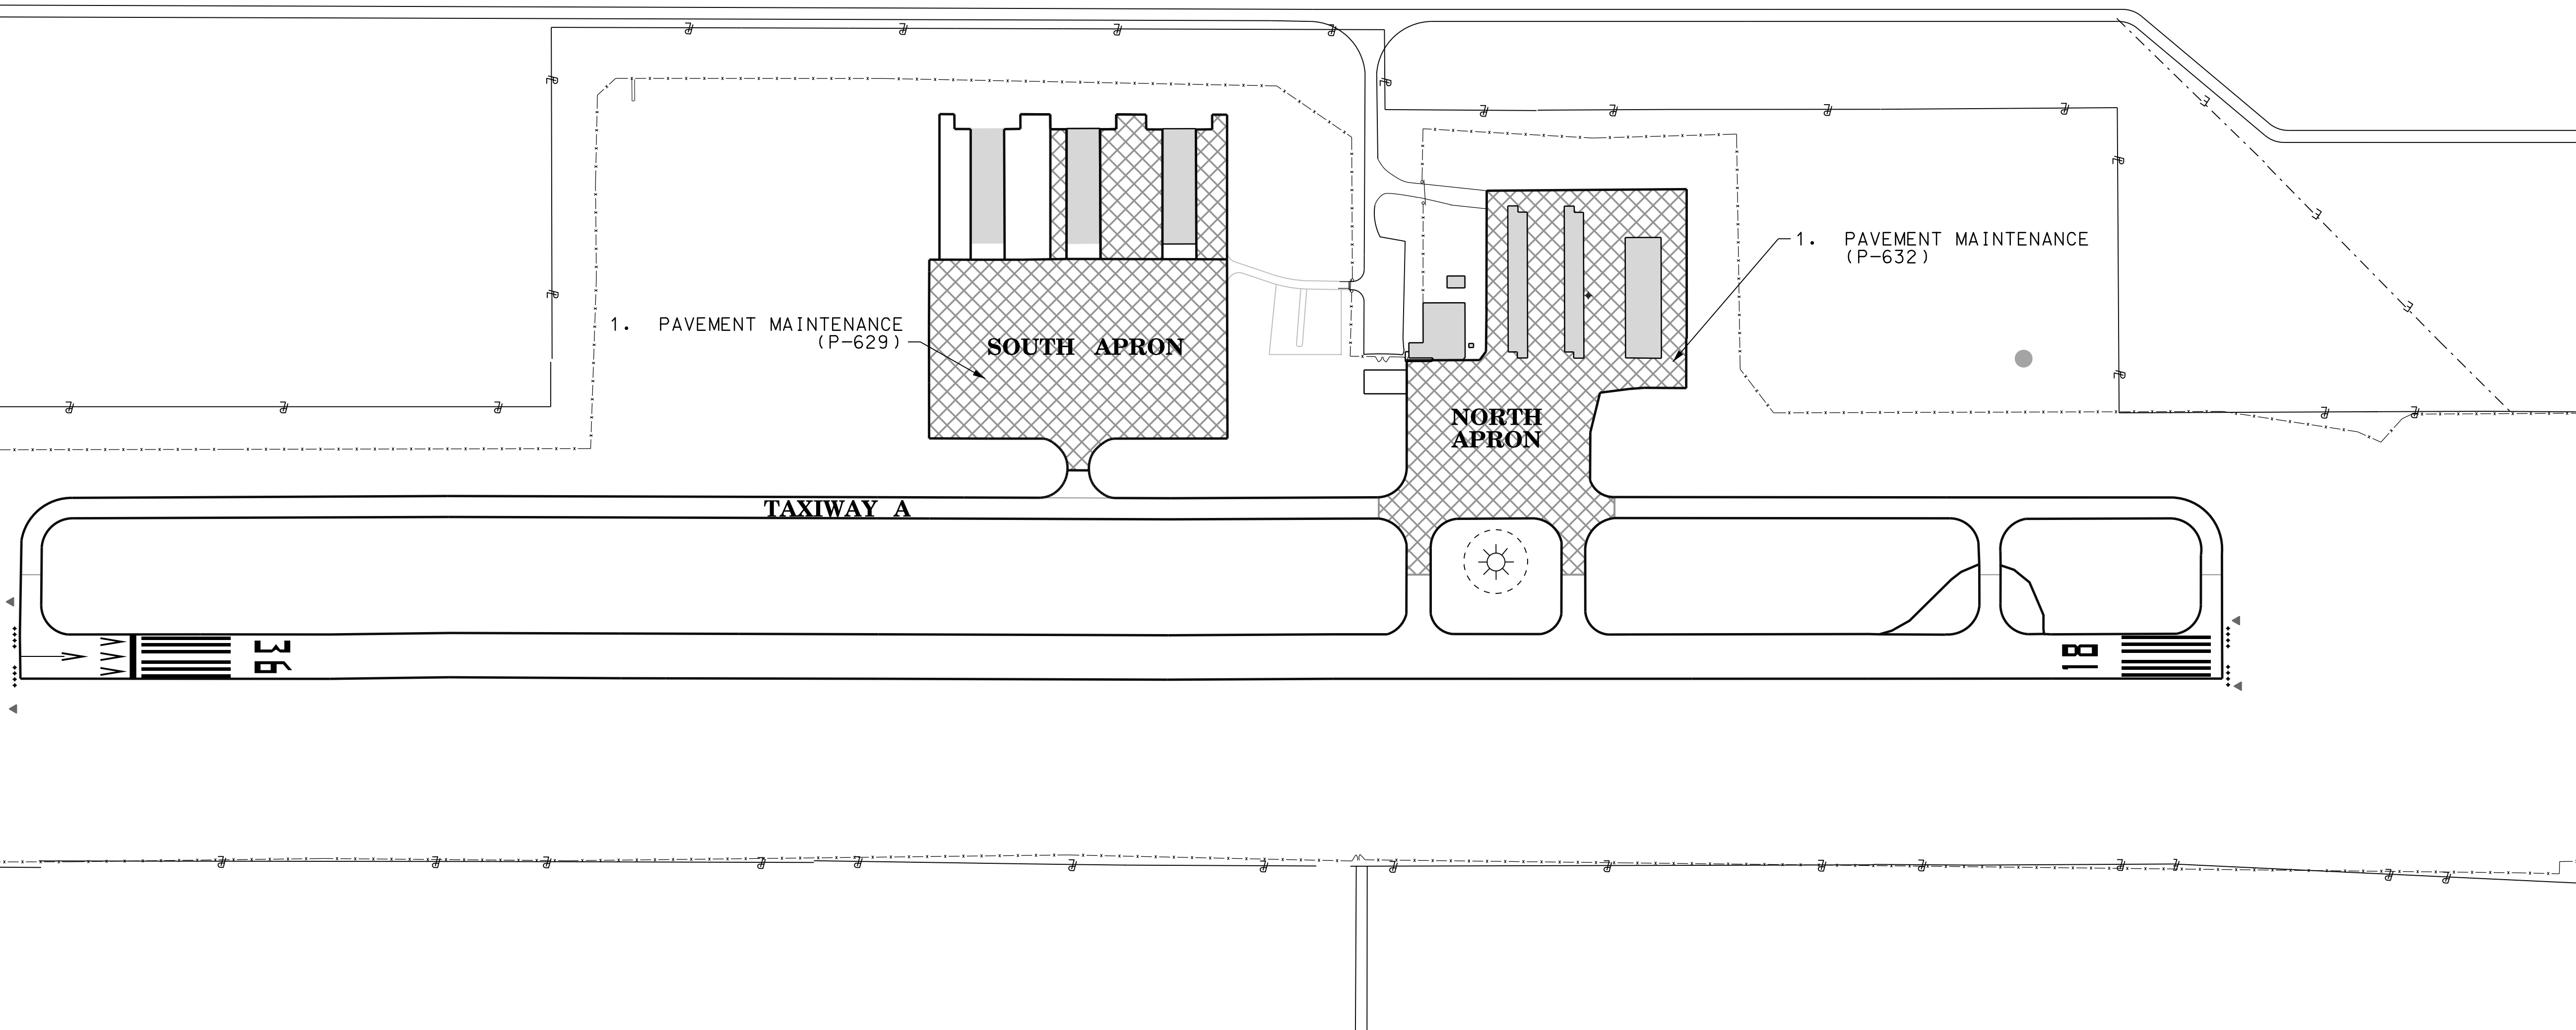 1. PAVEMENT MAINTENANCE
(P-632)
1. PAVEMENT MAINTENANCE
(P-629)
SOUTH APRON
NORTH
APRON
TAXIWAY A
36
18